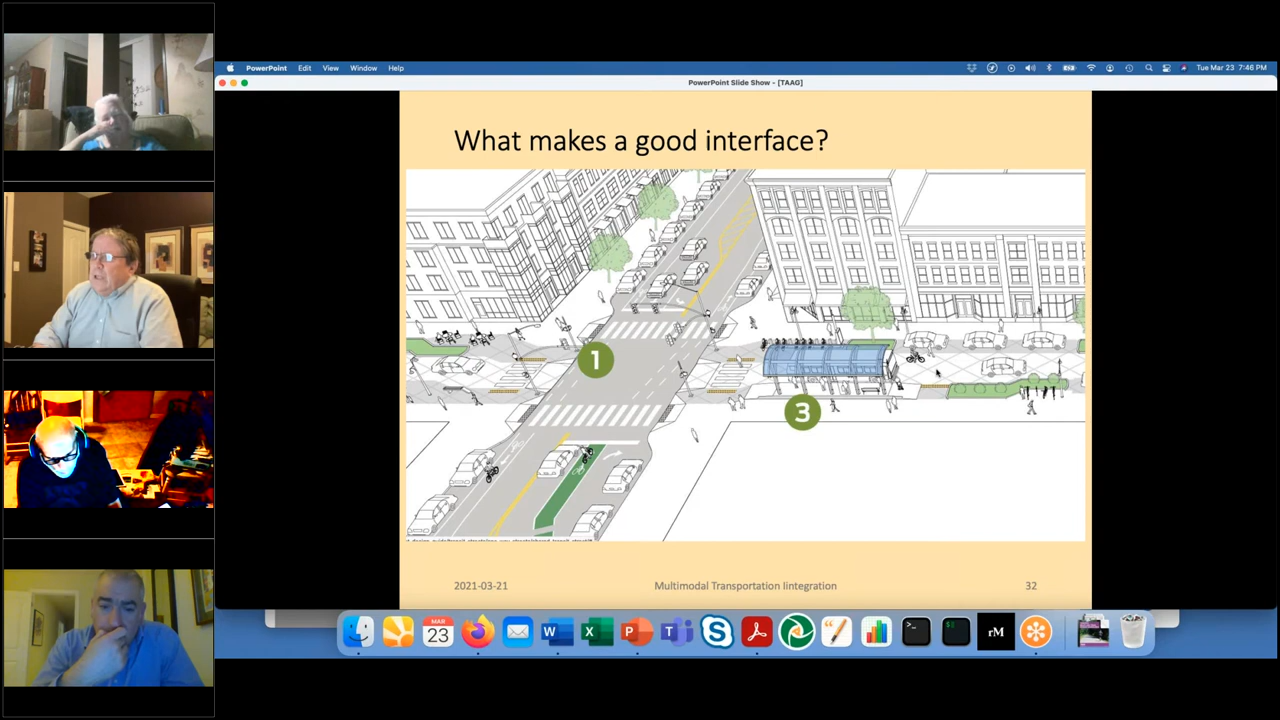 PowerPoint Edit View Window Help
Tue Mar 23 7:46 PM
PowerPoint Slide Show - [TAAG]
What makes a good interface?
1
3
2021-03-21
Multimodal Transportation Iintegration
32
MAR
23
W
X
P
T
S
rM